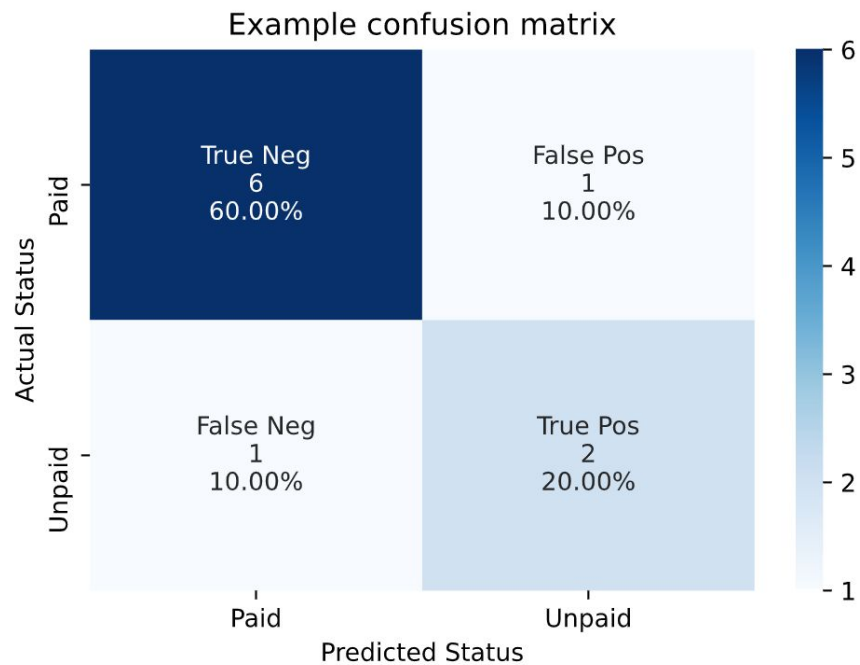 Example confusion matrix
Actual Status
Paid
Unpaid
True Neg
6
60.00%
False Pos
1
10.00%
False Neg
1
10.00%
True Pos
2
20.00%
Paid
Unpaid
Predicted Status
6
5
4
3
2
1